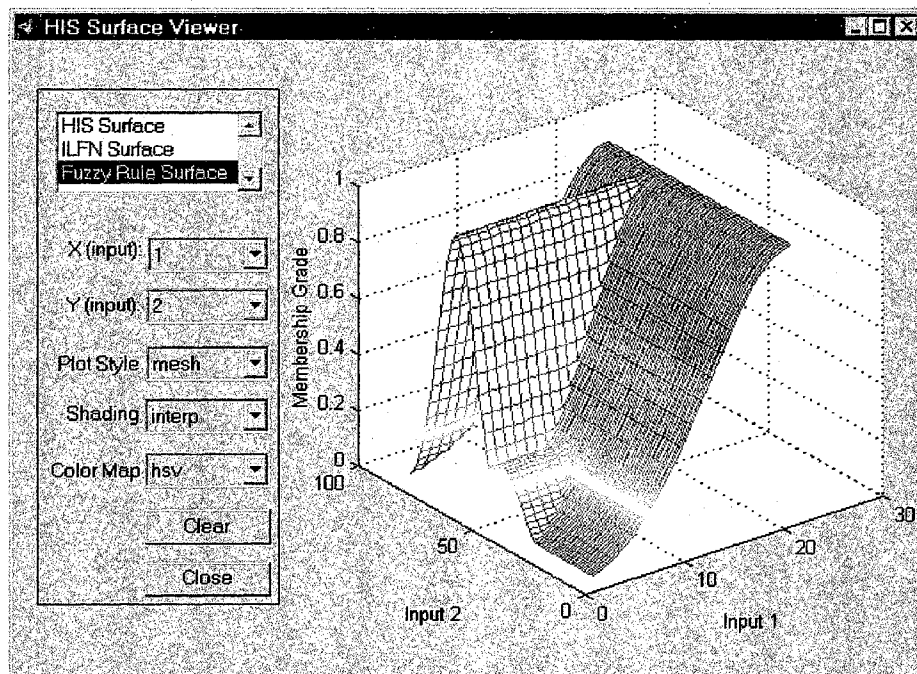 HIS Surface Viewer
HIS Surface
ILFN Surface
Fuzzy Rule Surface
X (input): 1
Y (input): 2
Plot Style mesh
Shading interp.
Color Map hsv
Clear
Close
Membership Grade
1
0.8
0.6
0.4
0.2
0
100
50
0
Input 2
0
10
20
30
Input 1